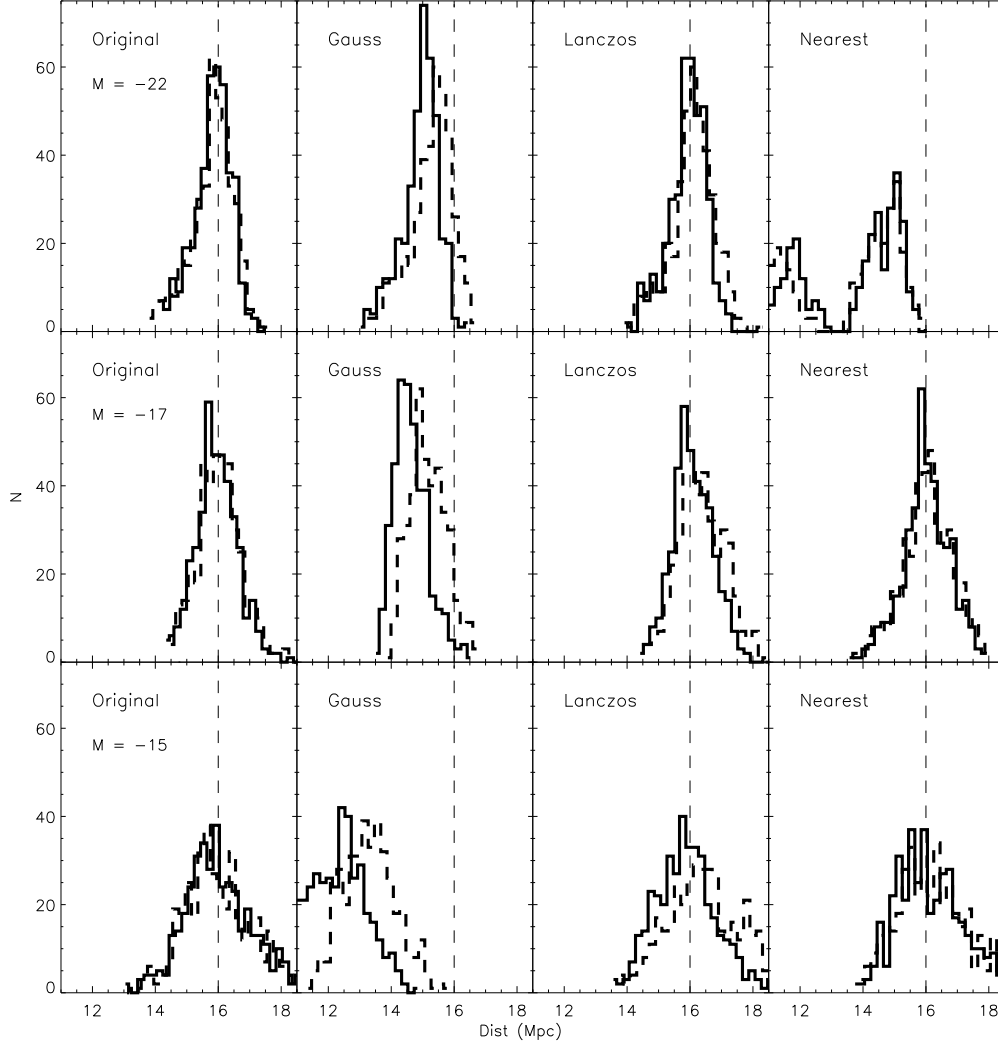 Original Gauss Lanczos Nearest
M = -22
60
40
20
0
Original Gauss Lanczos Nearest
M = -17
60
40
20
0
N
Original Gauss Lanczos Nearest
M = -15
60
40
20
0
12 14 16 18 12 14 16 18 12 14 16 18 12 14 16 18
Dist (Mpc)